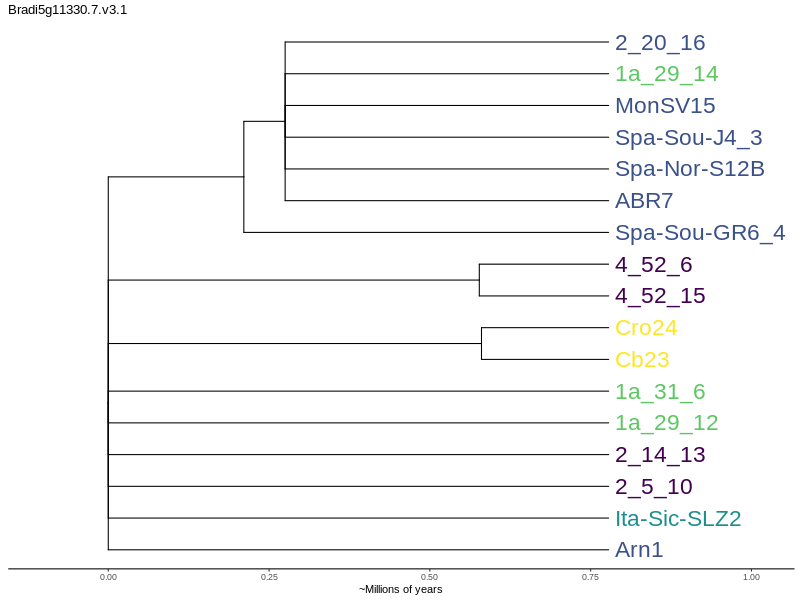 Bradi5g11330.7.v3.1
2_20_16
1a_29_14
MonSV15
Spa-Sou-J4_3
Spa-Nor-S12B
ABR7
Spa-Sou-GR6_4
4_52_6
4_52_15
Cro24
Cb23
1a_31_6
1a_29_12
2_14_13
2_5_10
Ita-Sic-SLZ2
Arn1
0.00 0.25 0.50 0.75 1.00
~Millions of years